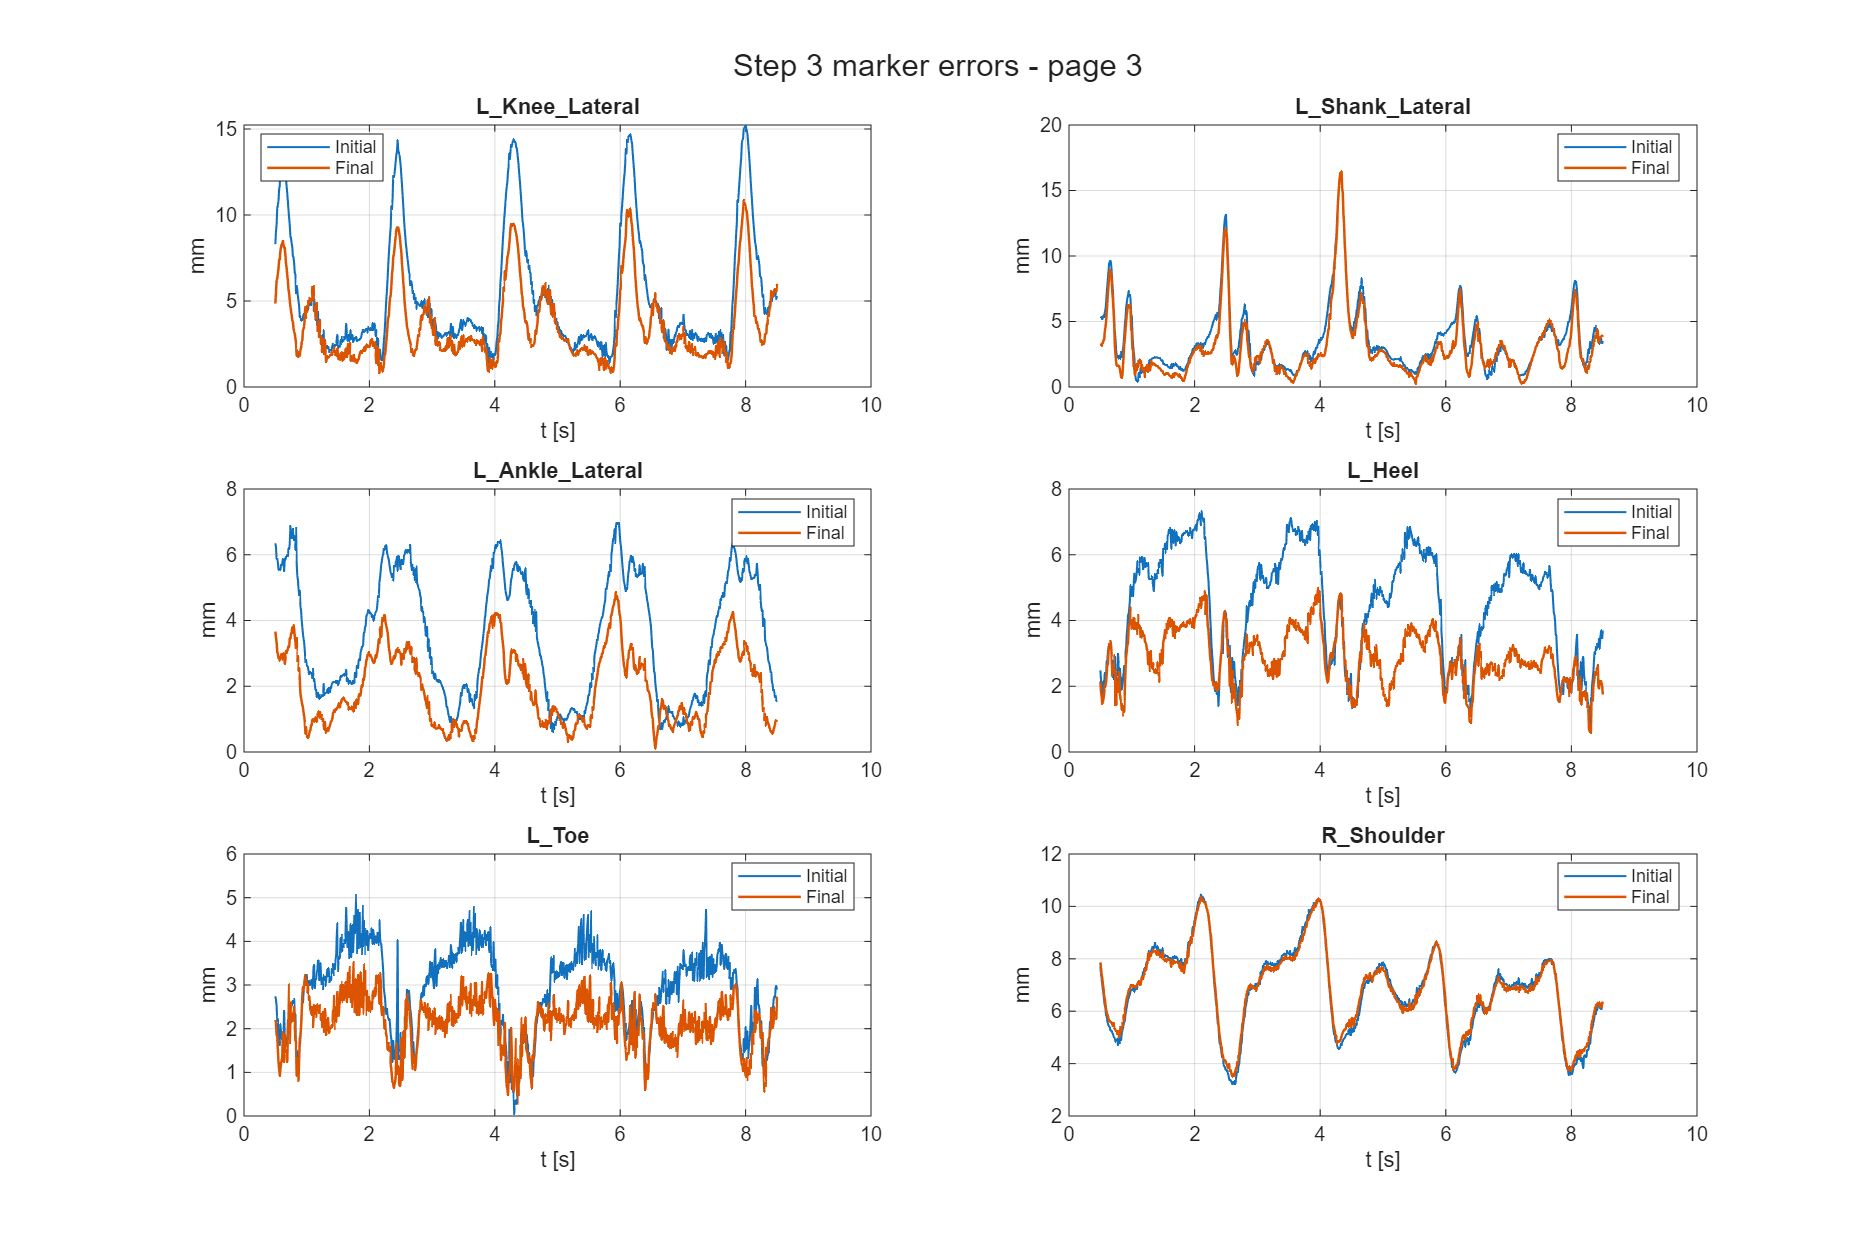 Step 3 marker errors - page 3
L_Knee_Lateral
Initial
Final
15
10
5
0
mm
0 2 4 6 8 10
t [s]
L_Shank_Lateral
Initial
Final
20
15
10
5
0
mm
0 2 4 6 8 10
t [s]
L_Ankle_Lateral
Initial
Final
8
6
4
2
0
mm
0 2 4 6 8 10
t [s]
L_Heel
Initial
Final
8
6
4
2
0
mm
0 2 4 6 8 10
t [s]
L_Toe
Initial
Final
6
5
4
3
2
1
0
mm
0 2 4 6 8 10
t [s]
R_Shoulder
Initial
Final
12
10
8
6
4
2
mm
0 2 4 6 8 10
t [s]